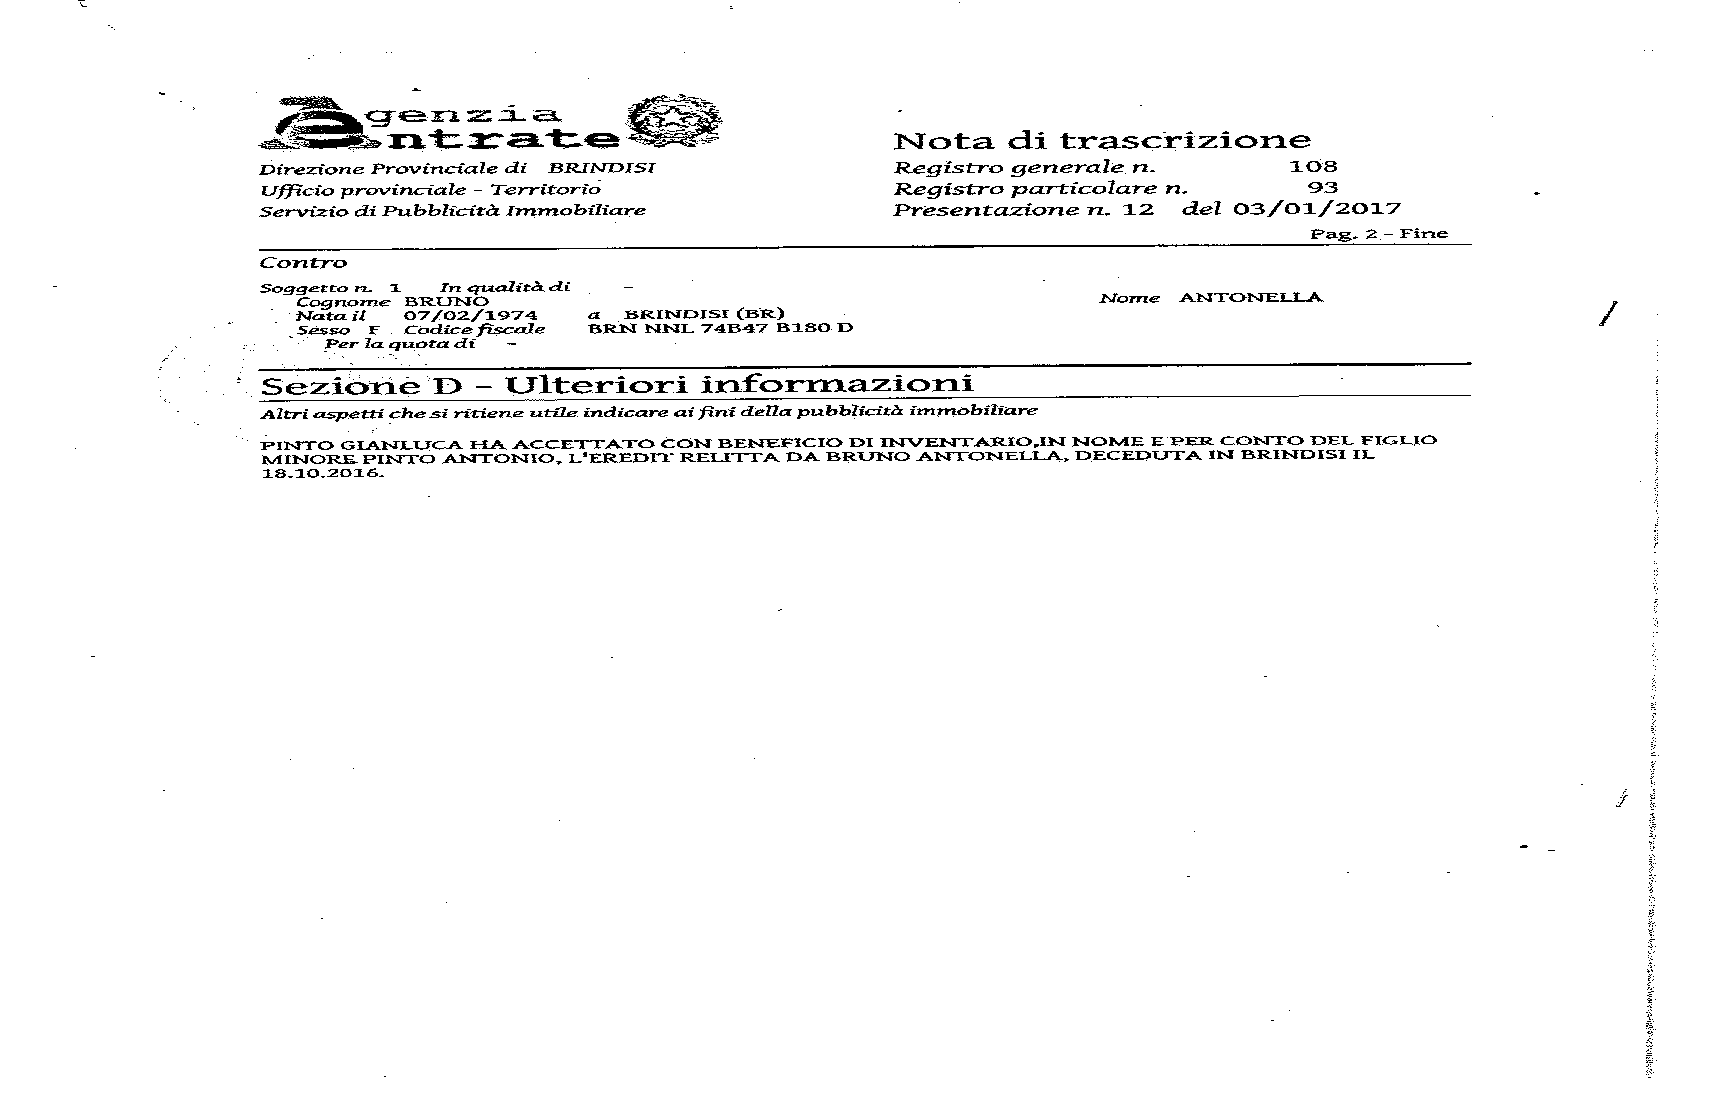 Agenzia
Entrate
Direzione Provinciale di BRINDISI
Ufficio provinciale - Territorio
Servizio di Pubblicità Immobiliare
Nota di trascrizione
Registro generale n. 108
Registro particolare n. 93
Presentazione n. 12 del 03/01/2017
Pag. 2 - Fine
Contro
Soggetto n. 1 In qualità di -
Cognome BRUNO Nome ANTONELLA
Nata il 07/02/1974 a BRINDISI (BR)
Sesso F Codice fiscale BRN NNL 74B47 B180 D
Per la quota di -
Sezione D - Ulteriori informazioni
Altri aspetti che si ritiene utile indicare ai fini della pubblicità immobiliare
PINTO GIANLUCA HA ACCETTATO CON BENEFICIO DI INVENTARIO,IN NOME E PER CONTO DEL FIGLIO
MINORE PINTO ANTONIO, L'EREDIT RELITTA DA BRUNO ANTONELLA, DECEDUTA IN BRINDISI IL
18.10.2016.